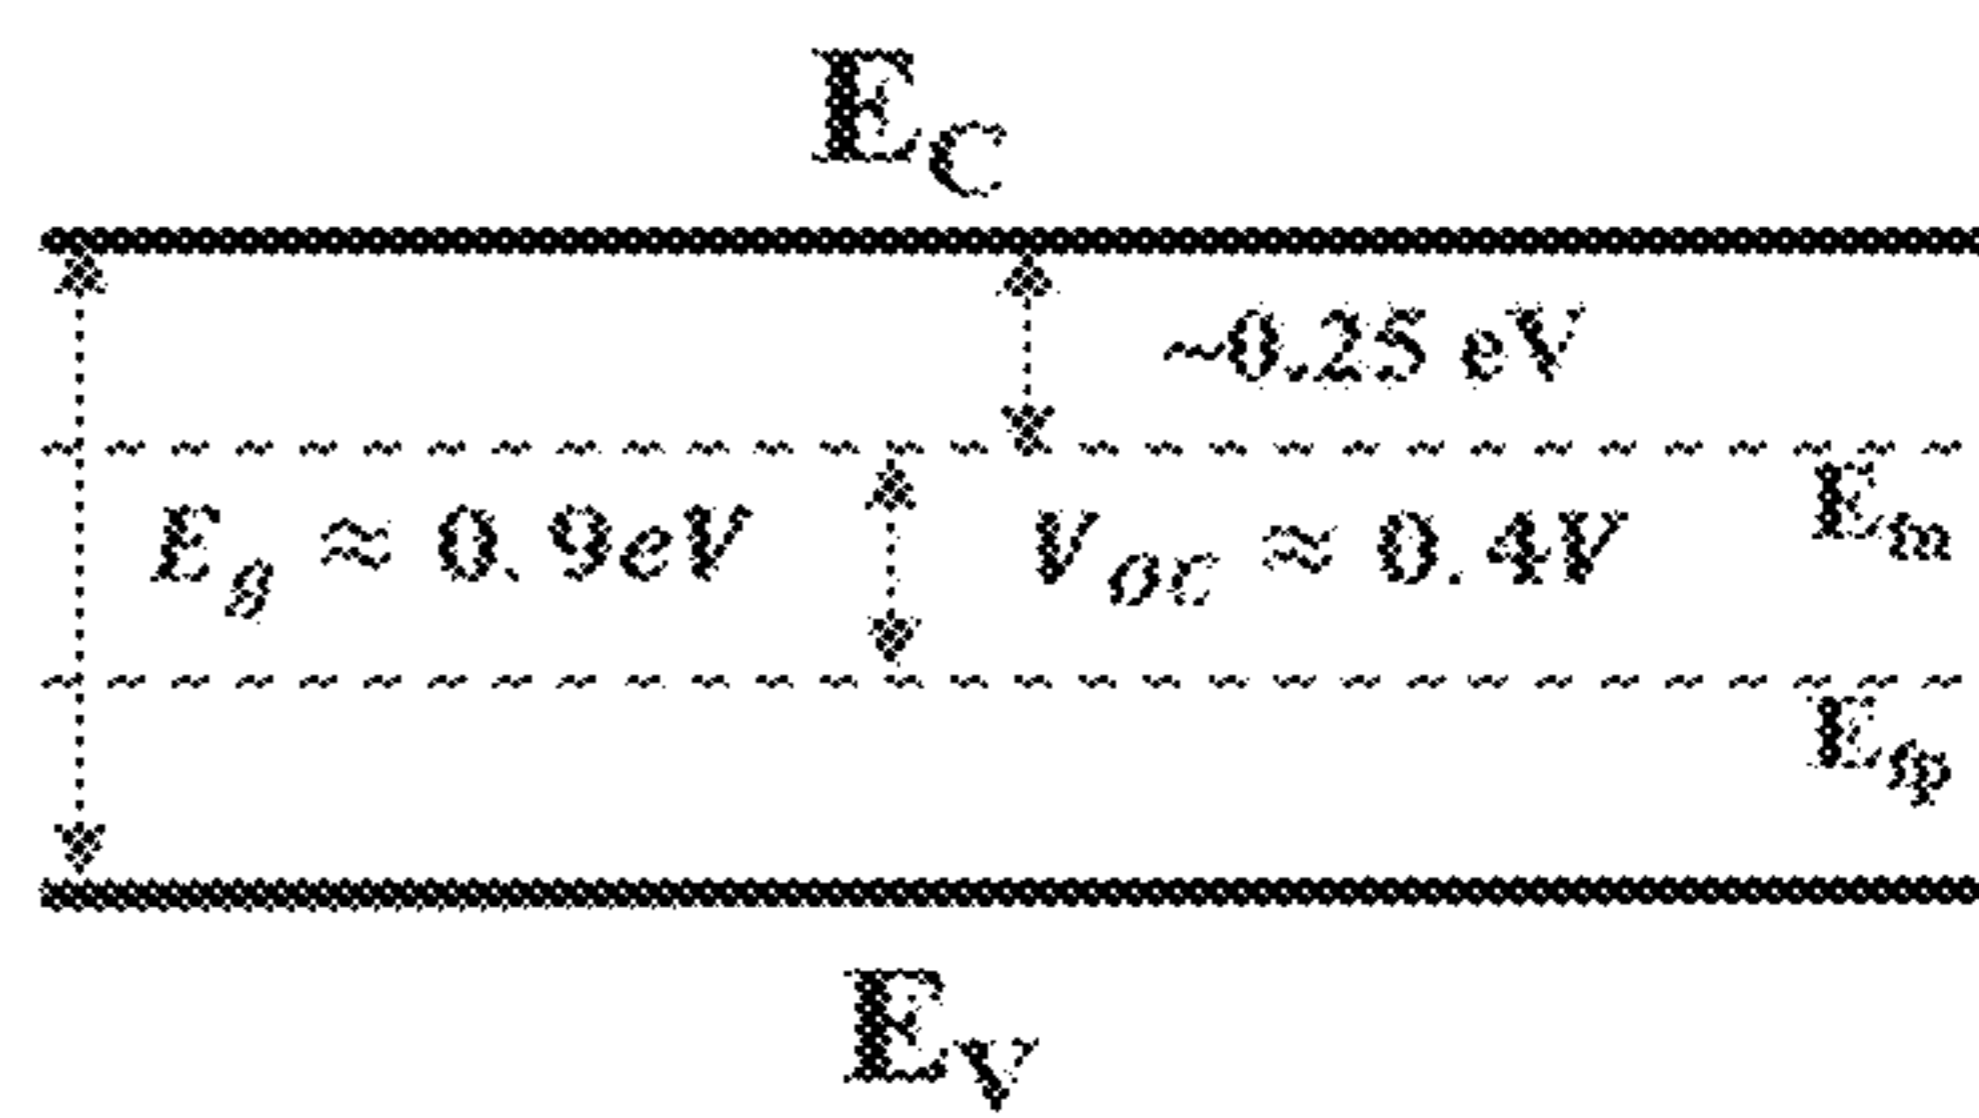 E_C
~0.25 eV
E_g ≈ 0.9eV
V_OC ≈ 0.4V
E_fn
E_fp
E_V